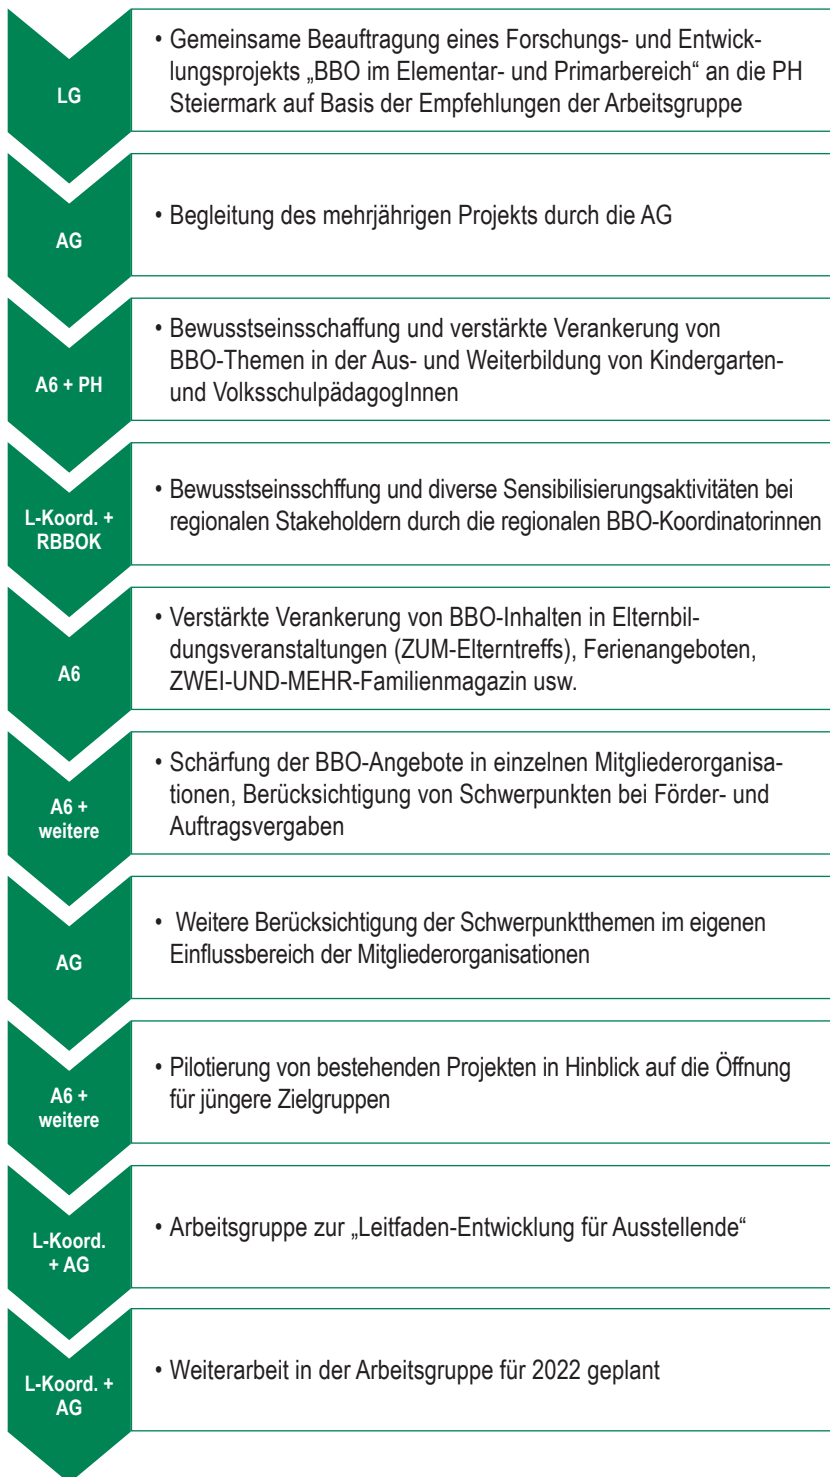 LG
• Gemeinsame Beauftragung eines Forschungs- und Entwick-
lungsprojekts „BBO im Elementar- und Primarbereich“ an die PH
Steiermark auf Basis der Empfehlungen der Arbeitsgruppe
AG
• Begleitung des mehrjährigen Projekts durch die AG
A6 + PH
• Bewusstseinsschaffung und verstärkte Verankerung von
BBO-Themen in der Aus- und Weiterbildung von Kindergarten-
und VolksschulpädagogInnen
L-Koord. +
RBBOK
• Bewusstseinsschffung und diverse Sensibilisierungsaktivitäten bei
regionalen Stakeholdern durch die regionalen BBO-Koordinatorinnen
A6
• Verstärkte Verankerung von BBO-Inhalten in Elternbil-
dungsveranstaltungen (ZUM-Elterntreffs), Ferienangeboten,
ZWEI-UND-MEHR-Familienmagazin usw.
A6 +
weitere
• Schärfung der BBO-Angebote in einzelnen Mitgliederorganisa-
tionen, Berücksichtigung von Schwerpunkten bei Förder- und
Auftragsvergaben
AG
• Weitere Berücksichtigung der Schwerpunktthemen im eigenen
Einflussbereich der Mitgliederorganisationen
A6 +
weitere
• Pilotierung von bestehenden Projekten in Hinblick auf die Öffnung
für jüngere Zielgruppen
L-Koord.
+ AG
• Arbeitsgruppe zur „Leitfaden-Entwicklung für Ausstellende“
L-Koord. +
AG
• Weiterarbeit in der Arbeitsgruppe für 2022 geplant